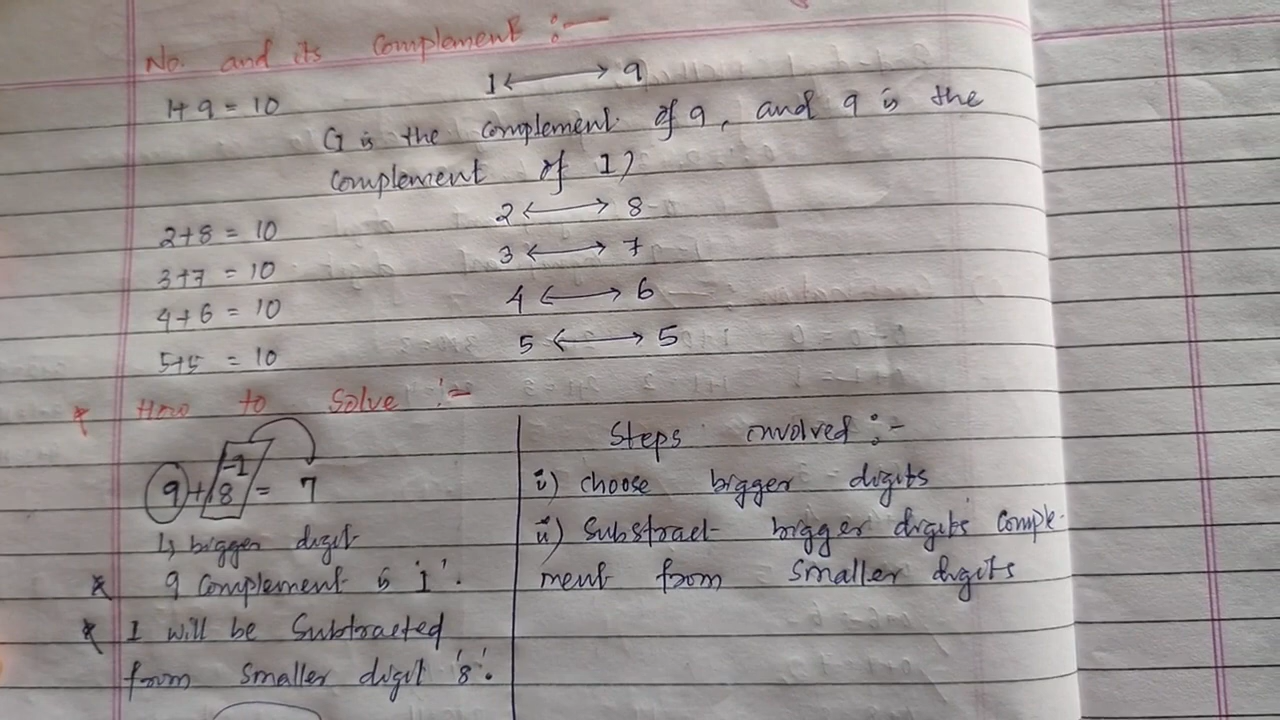 No. and its Complement :-
1 ⟷ 9
1+9 = 10
(1 is the complement of 9, and 9 is the
complement of 1)
2+8 = 10 2 ⟷ 8
3+7 = 10 3 ⟷ 7
4+6 = 10 4 ⟷ 6
5+5 = 10 5 ⟷ 5
* How to Solve :-
-1
9+8 = 7
↳ bigger digit
* 9 complement is '1'.
* 1 will be Subtracted
from Smaller digit '8'.
Steps involved :-
i) choose bigger digits
ii) Substract bigger digits comple-
ment from Smaller digits